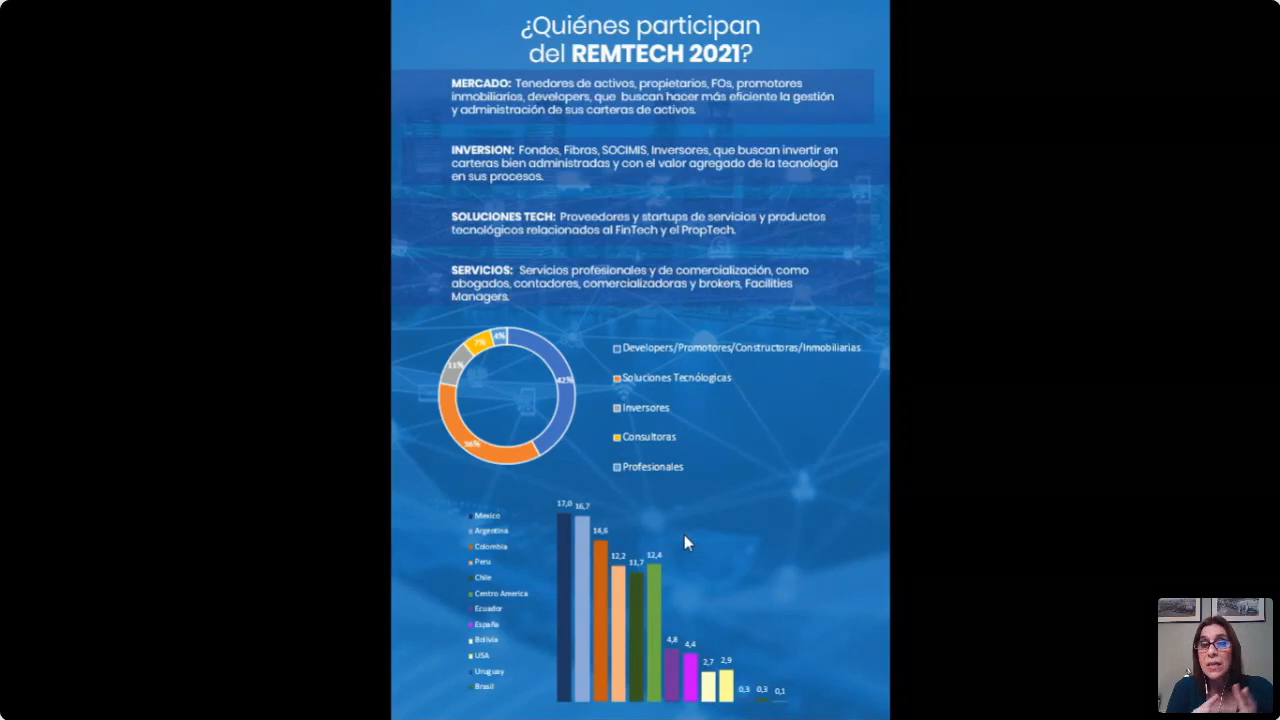 ¿Quiénes participan
del REMTECH 2021?
MERCADO: Tenedores de activos, propietarios, FOs, promotores
inmobiliarios, developers, que buscan hacer más eficiente la gestión
y administración de sus carteras de activos.
INVERSION: Fondos, Fibras, SOCIMIS, Inversores, que buscan invertir en
carteras bien administradas y con el valor agregado de la tecnología
en sus procesos.
SOLUCIONES TECH: Proveedores y startups de servicios y productos
tecnológicos relacionados al FinTech y el PropTech.
SERVICIOS: Servicios profesionales y de comercialización, como
abogados, contadores, comercializadoras y brokers, Facilities
Managers.
4%
7%
11%
42%
36%
Developers/Promotores/Constructoras/Inmobiliarias
Soluciones Tecnólogicas
Inversores
Consultoras
Profesionales
Mexico
Argentina
Colombia
Peru
Chile
Centro America
Ecuador
España
Bolivia
USA
Uruguay
Brasil
17,0
16,7
14,6
12,2
11,7
12,4
4,8
4,4
2,7
2,9
0,3
0,3
0,1